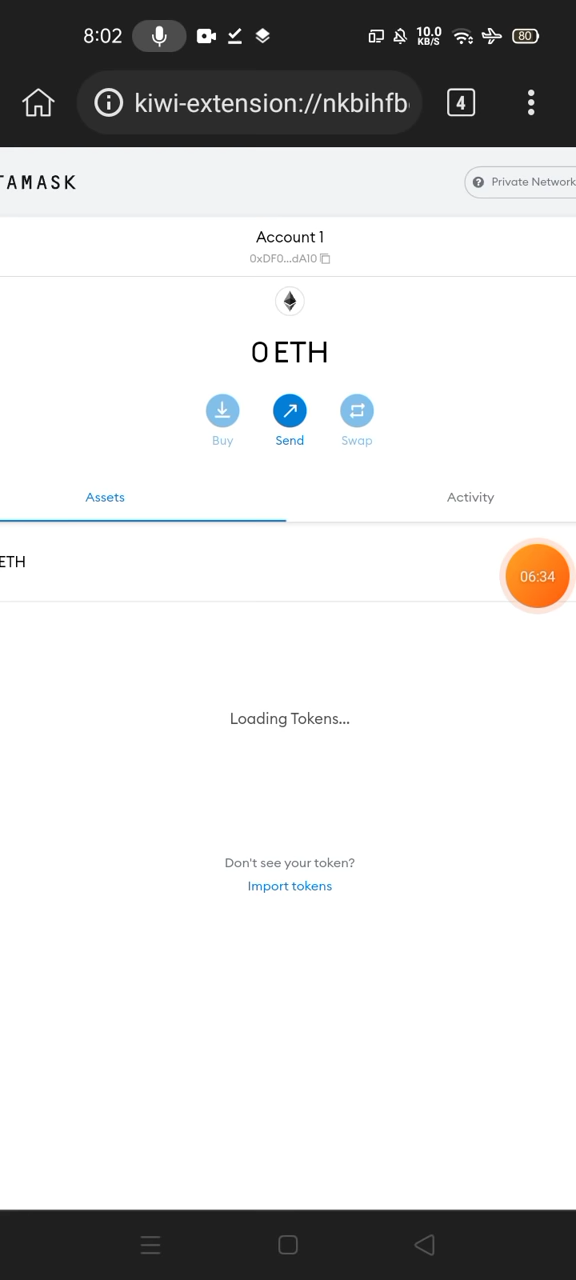 8:02
10.0
KB/S
80
kiwi-extension://nkbihfb
4
TAMASK
Private Network
Account 1
0xDF0...dA10
0 ETH
Buy
Send
Swap
Assets
Activity
ETH
06:34
Loading Tokens...
Don't see your token?
Import tokens